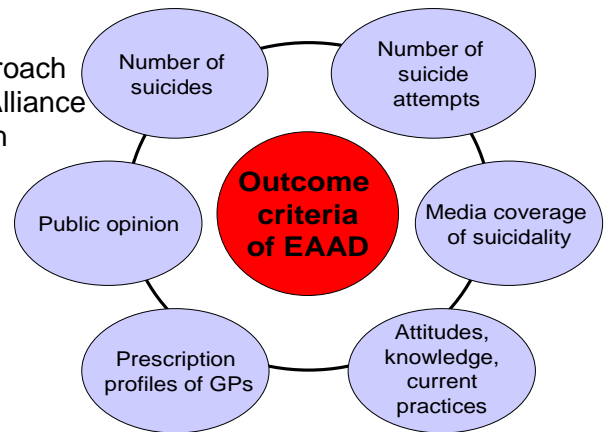 roach
Alliance
n
Number of
suicides
Number of
suicide
attempts
Public opinion
Outcome
criteria
of EAAD
Media coverage
of suicidality
Prescription
profiles of GPs
Attitudes,
knowledge,
current
practices